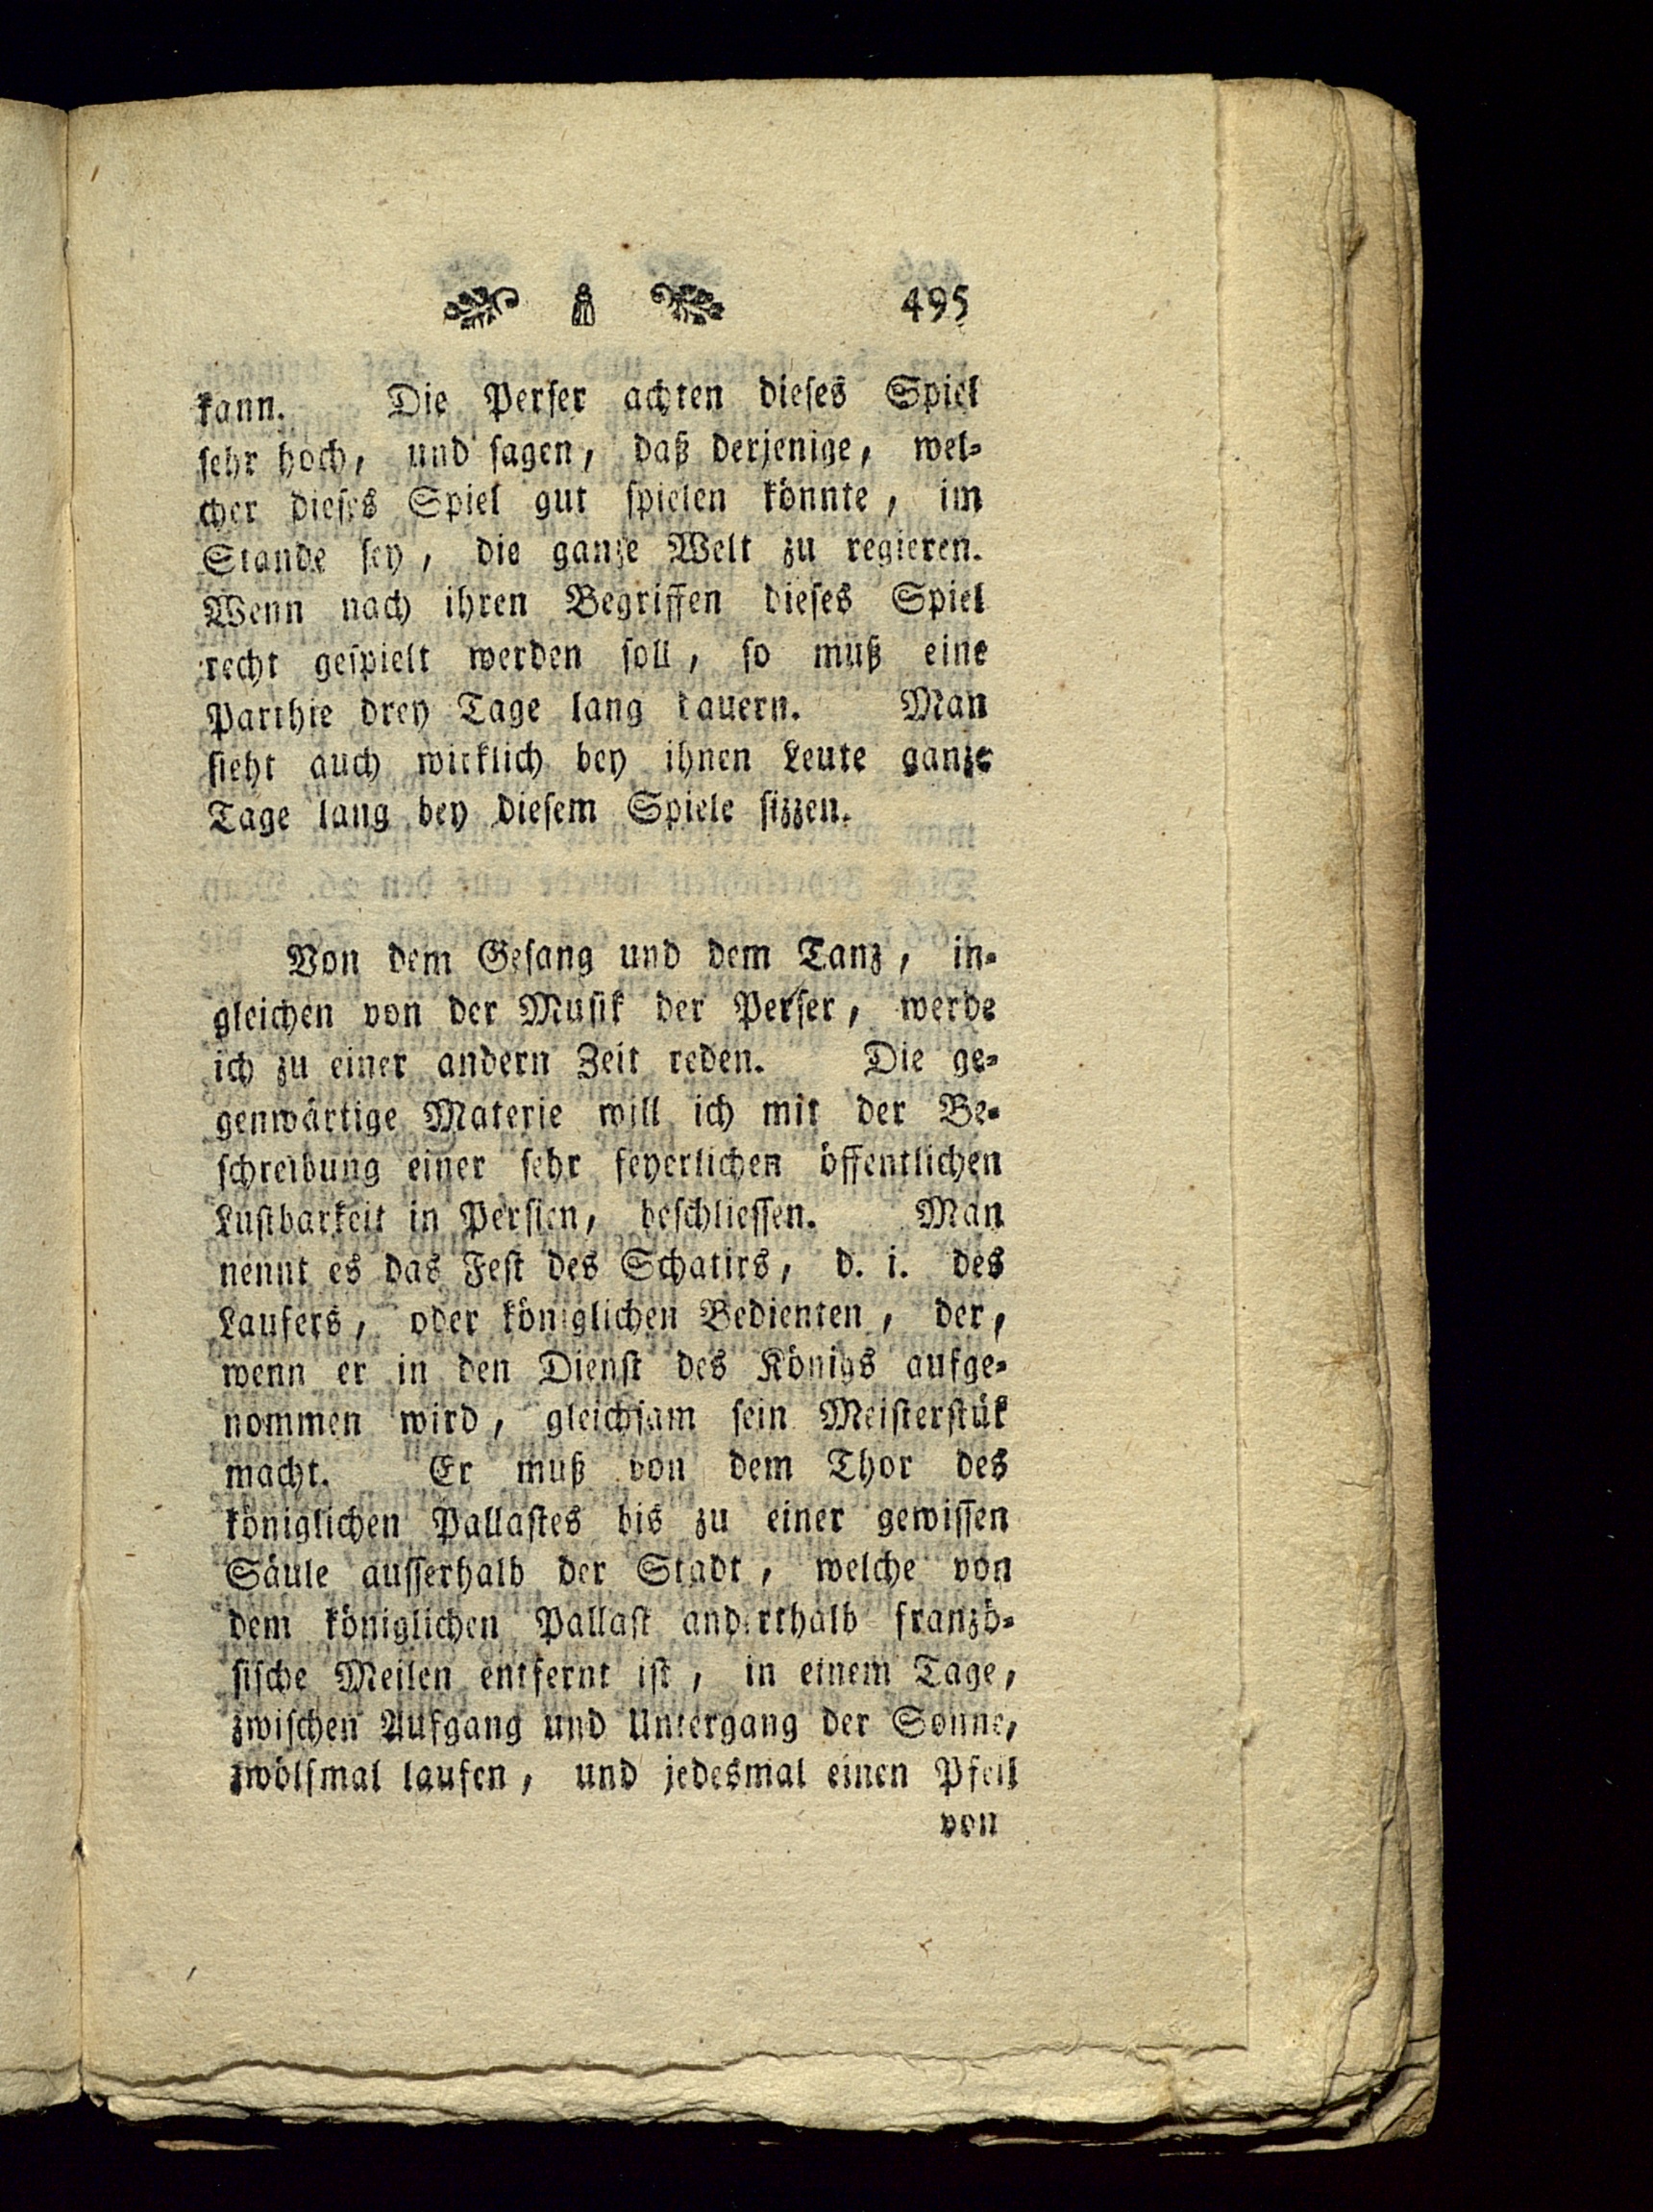 495
kann. Die Perser achten dieses Spiel
sehr hoch, und sagen, daß derjenige, wel-
cher dieses Spiel gut spielen könnte, im
Stande sey, die ganze Welt zu regieren.
Wenn nach ihren Begriffen dieses Spiel
recht gespielt werden soll, so muß eine
Parthie drey Tage lang dauern. Man
sieht auch wirklich bey ihnen Leute ganze
Tage lang bey diesem Spiele sizzen.
Von dem Gesang und dem Tanz, in-
gleichen von der Musik der Perser, werde
ich zu einer andern Zeit reden. Die ge-
genwärtige Materie will ich mit der Be-
schreibung einer sehr feyerlichen öffentlichen
Lustbarkeit in Persien, beschliessen. Man
nennt es das Fest des Schatirs, d. i. des
Laufers, oder königlichen Bedienten, der,
wenn er in den Dienst des Königs aufge-
nommen wird, gleichsam sein Meisterstük
macht. Er muß von dem Thor des
königlichen Pallastes bis zu einer gewissen
Säule ausserhalb der Stadt, welche von
dem königlichen Pallast anderthalb franzö-
sische Meilen entfernt ist, in einem Tage,
zwischen Aufgang und Untergang der Sonne,
zwölfmal laufen, und jedesmal einen Pfeil
von